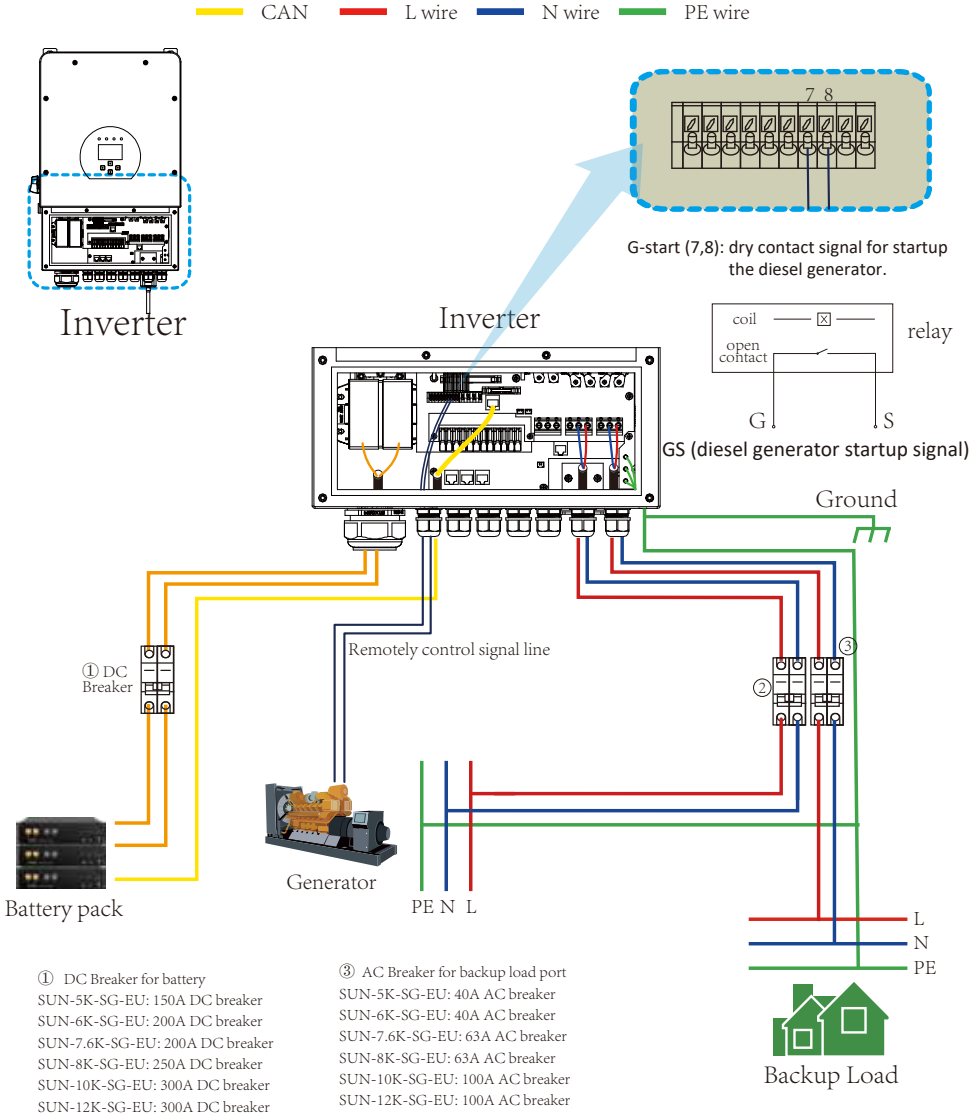 CAN L wire N wire PE wire
7 8
G-start (7,8): dry contact signal for startup
the diesel generator.
Inverter
Inverter
coil
open
contact
relay
G S
GS (diesel generator startup signal)
Ground
① DC
Breaker
Remotely control signal line
②
③
Generator
Battery pack
PE N L
L
N
PE
① DC Breaker for battery
SUN-5K-SG-EU: 150A DC breaker
SUN-6K-SG-EU: 200A DC breaker
SUN-7.6K-SG-EU: 200A DC breaker
SUN-8K-SG-EU: 250A DC breaker
SUN-10K-SG-EU: 300A DC breaker
SUN-12K-SG-EU: 300A DC breaker
③ AC Breaker for backup load port
SUN-5K-SG-EU: 40A AC breaker
SUN-6K-SG-EU: 40A AC breaker
SUN-7.6K-SG-EU: 63A AC breaker
SUN-8K-SG-EU: 63A AC breaker
SUN-10K-SG-EU: 100A AC breaker
SUN-12K-SG-EU: 100A AC breaker
Backup Load